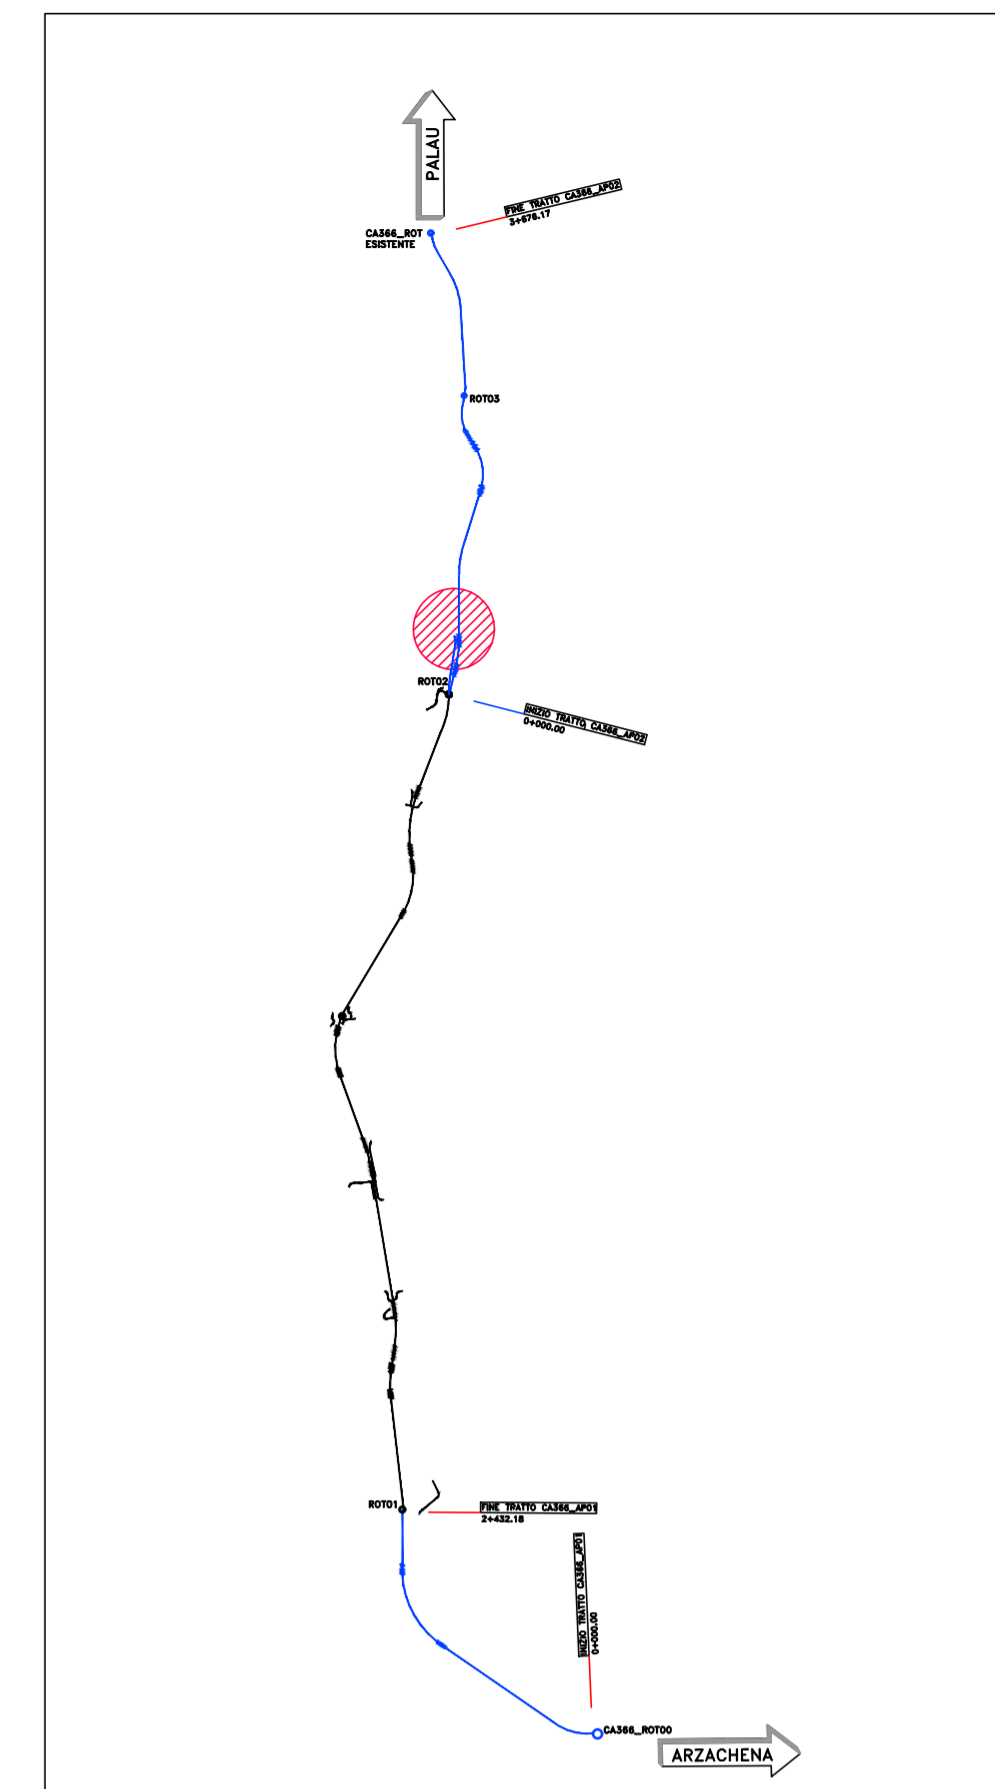 PALAU
FINE TRATTO CA366_AP02
3+676.17
CA366_ROT
ESISTENTE
ROT03
ROT02
INIZIO TRATTO CA366_AP02
0+000.00
ROT01
FINE TRATTO CA366_AP01
2+432.18
INIZIO TRATTO CA366_AP01
0+000.00
CA366_ROT00
ARZACHENA